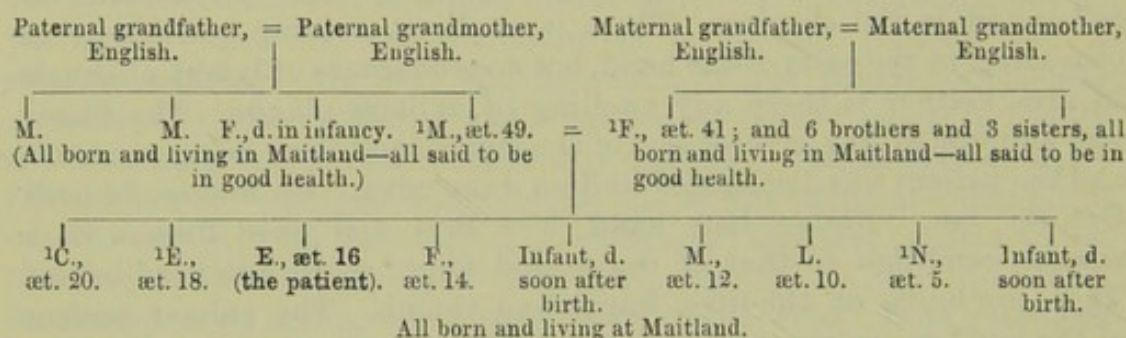 Paternal grandfather, = Paternal grandmother, Maternal grandfather, = Maternal grandmother,
English. English. English. English.
M. M. F., d. in infancy. ¹M., æt. 49. = ¹F., æt. 41; and 6 brothers and 3 sisters, all
(All born and living in Maitland—all said to be born and living in Maitland—all said to be in
in good health.) good health.
¹C., ¹E., E., æt. 16 F., Infant, d. M., L. ¹N., Infant, d.
æt. 20. æt. 18. (the patient). æt. 14. soon after æt. 12. æt. 10. æt. 5. soon after
birth. birth.
All born and living at Maitland.